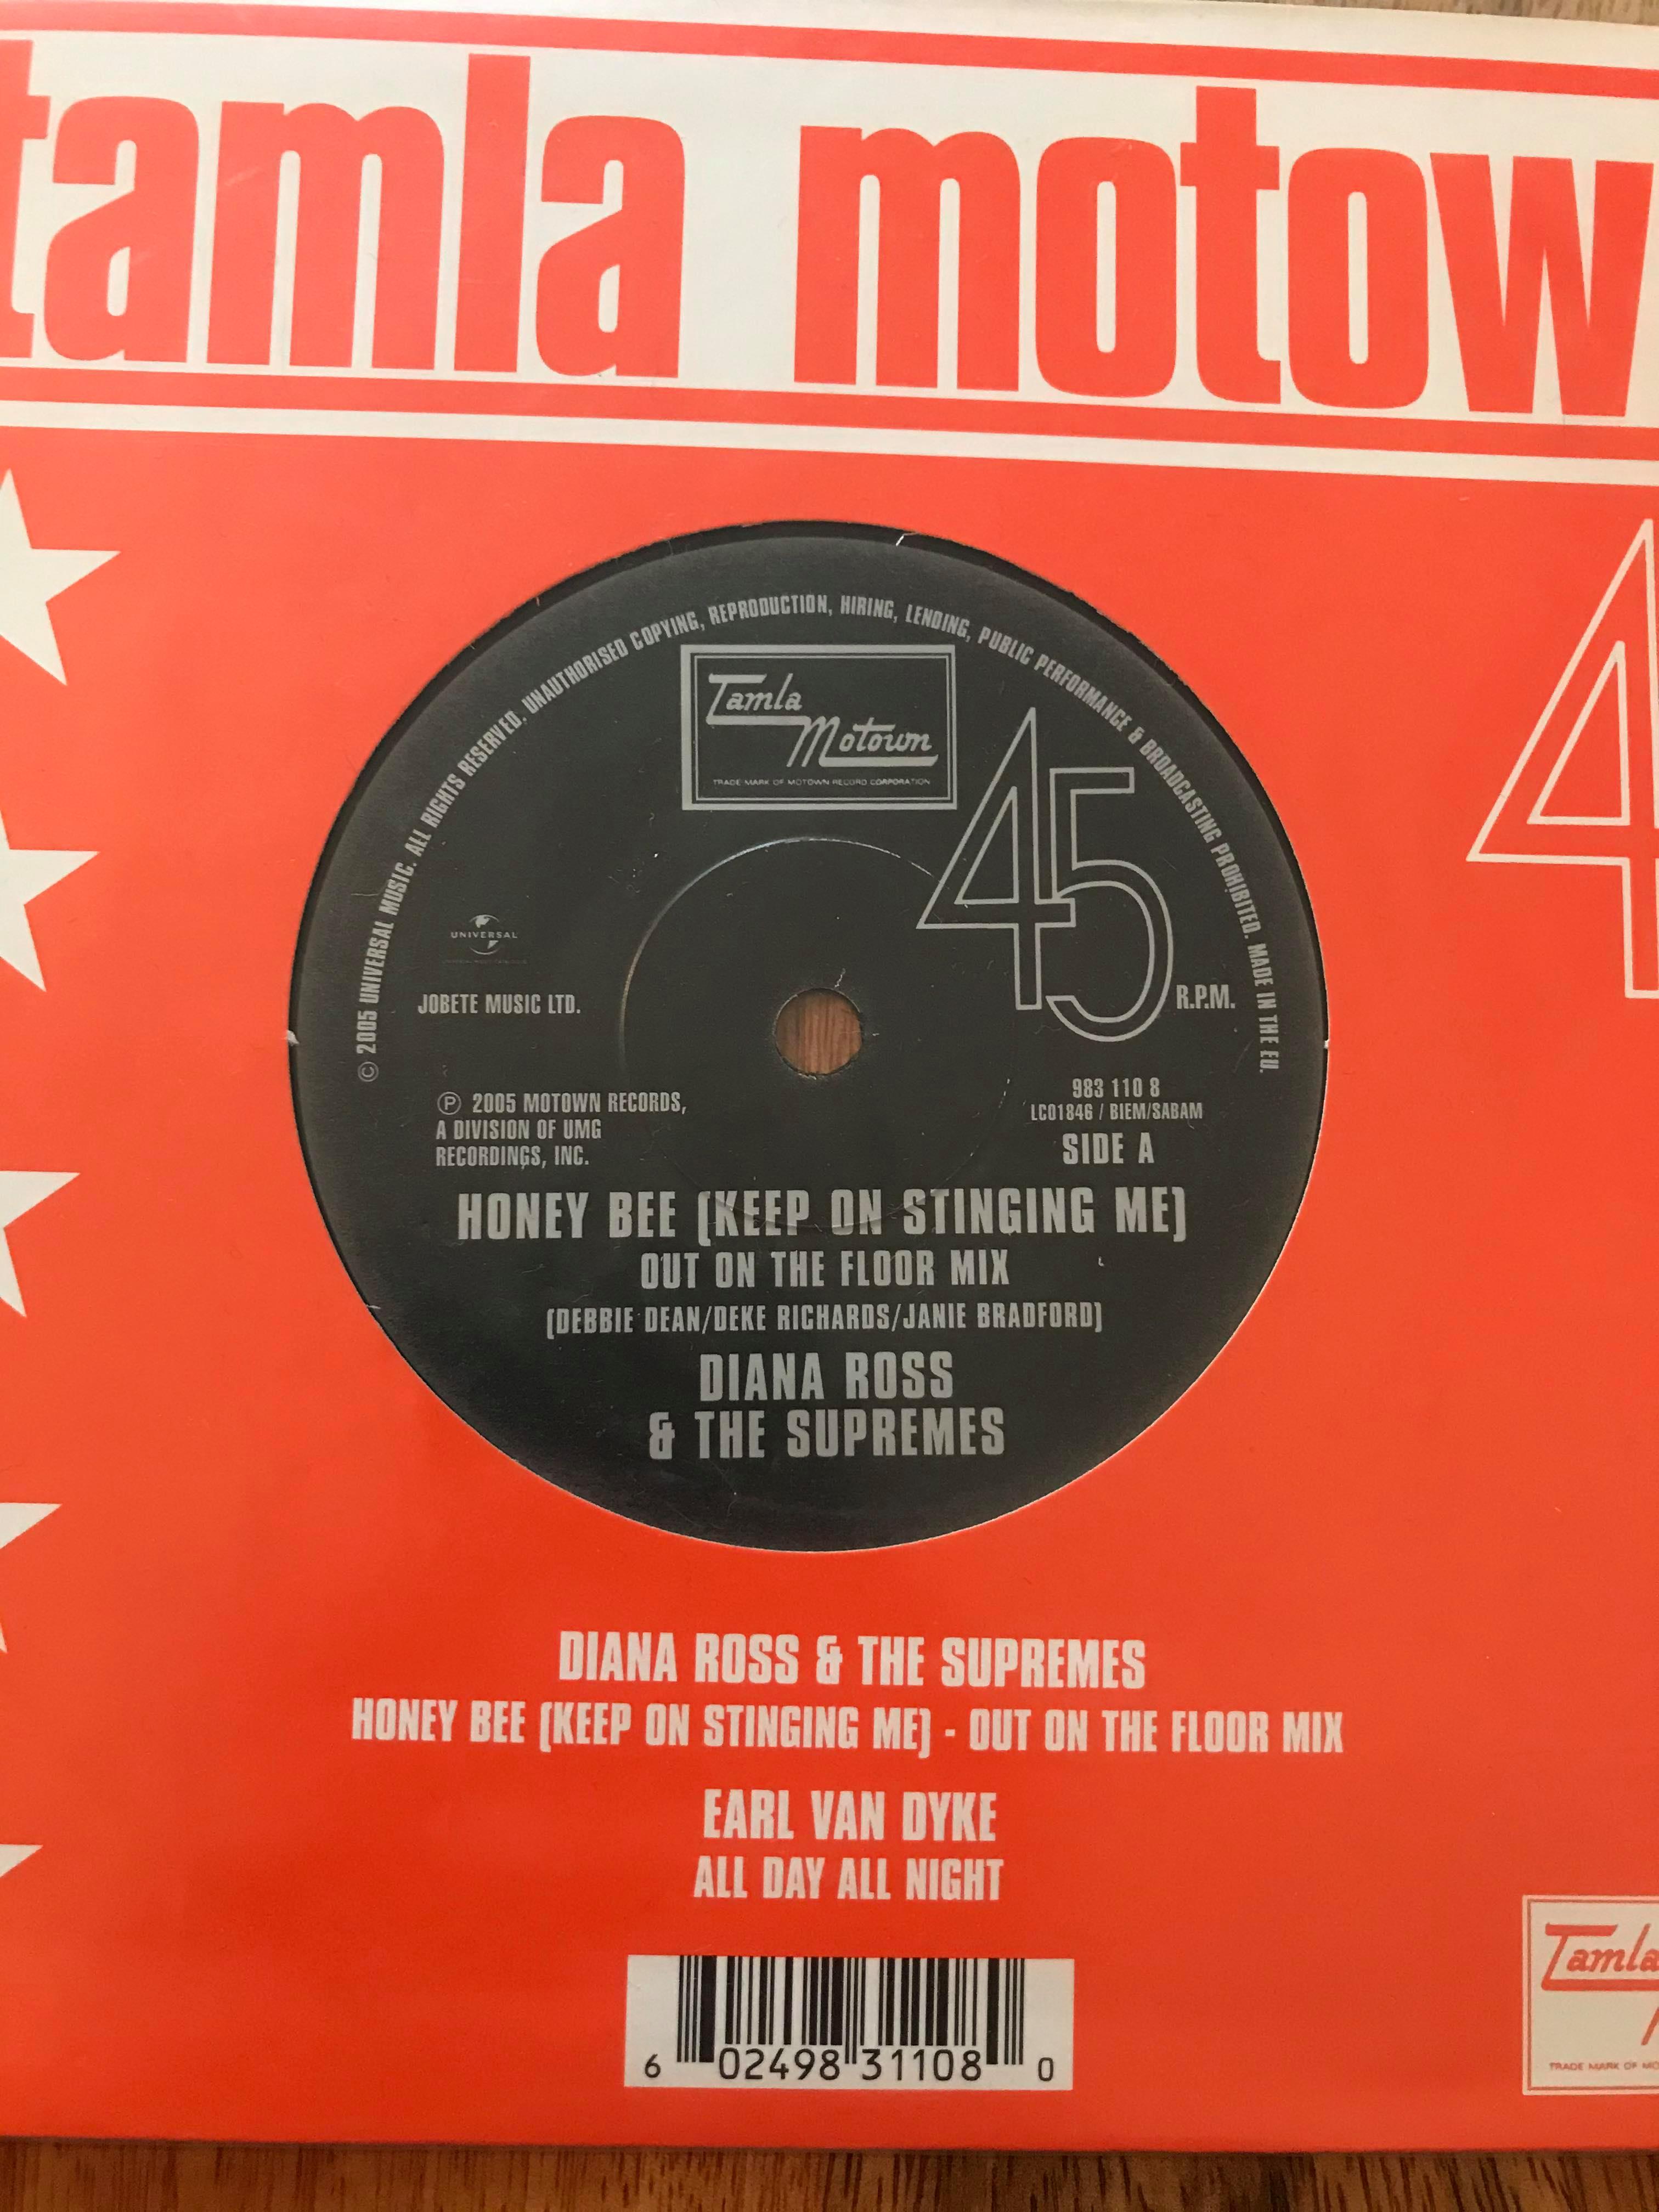 tamla motow
© 2005 UNIVERSAL MUSIC. ALL RIGHTS RESERVED. UNAUTHORISED COPYING, REPRODUCTION, HIRING, LENDING, PUBLIC PERFORMANCE & BROADCASTING PROHIBITED. MADE IN THE EU.
Tamla
Motown
TRADE MARK OF MOTOWN RECORD CORPORATION
45
R.P.M.
4
UNIVERSAL
JOBETE MUSIC LTD.
℗ 2005 MOTOWN RECORDS,
A DIVISION OF UMG
RECORDINGS, INC.
983 110 8
LC01846 / BIEM/SABAM
SIDE A
HONEY BEE (KEEP ON STINGING ME)
OUT ON THE FLOOR MIX
(DEBBIE DEAN/DEKE RICHARDS/JANIE BRADFORD)
DIANA ROSS
& THE SUPREMES
DIANA ROSS & THE SUPREMES
HONEY BEE (KEEP ON STINGING ME) - OUT ON THE FLOOR MIX
EARL VAN DYKE
ALL DAY ALL NIGHT
6 02498 31108 0
Tamla
TRADE MARK OF MO